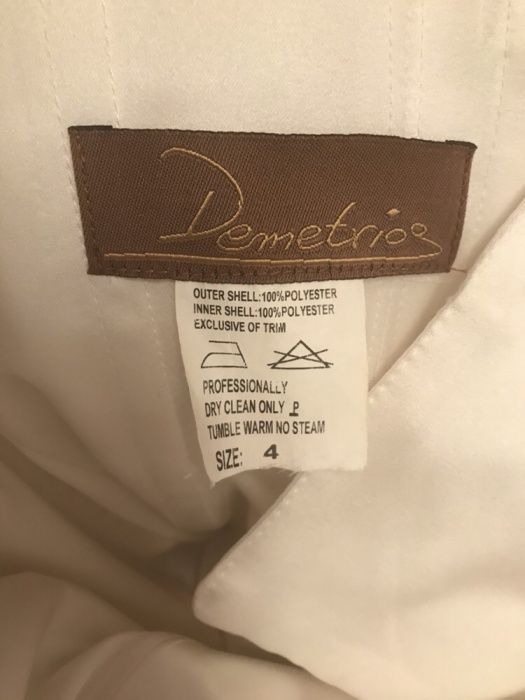 Demetrios
OUTER SHELL:100%POLYESTER
INNER SHELL:100%POLYESTER
EXCLUSIVE OF TRIM
PROFESSIONALLY
DRY CLEAN ONLY P
TUMBLE WARM NO STEAM
SIZE: 4